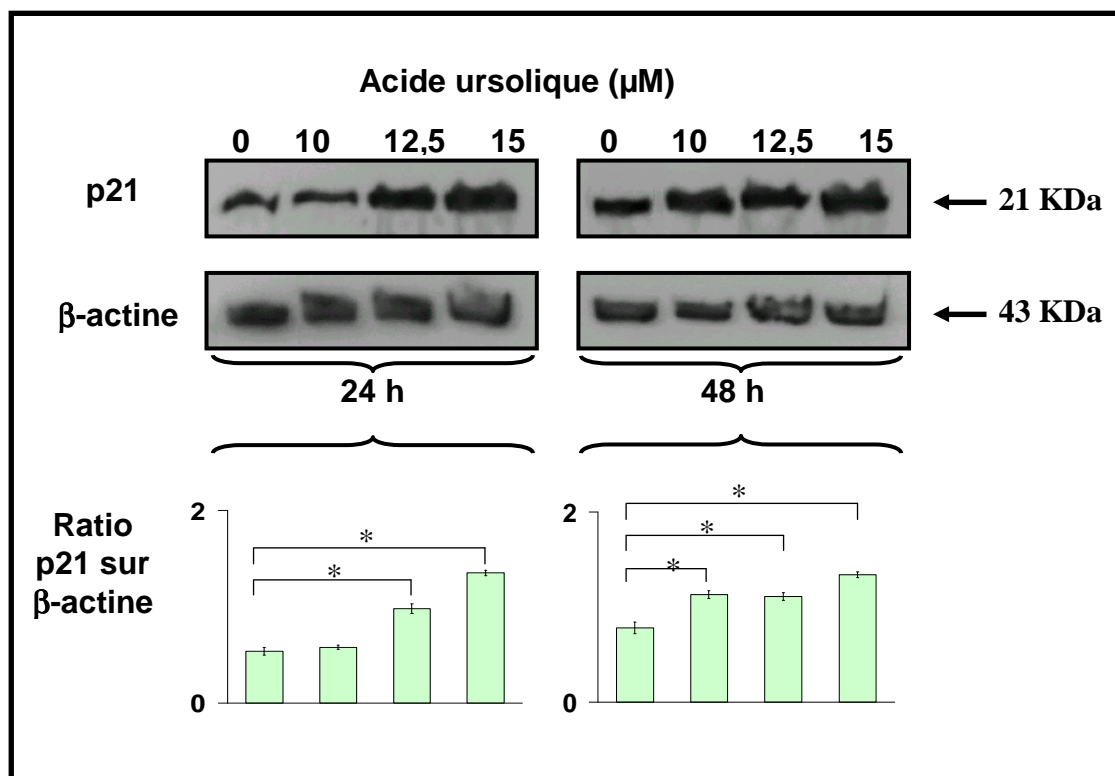 Acide ursolique (µM)
0 10 12,5 15 0 10 12,5 15
p21 21 KDa
β-actine 43 KDa
24 h 48 h
2 2
Ratio
p21 sur
β-actine
* * * * *
0 0